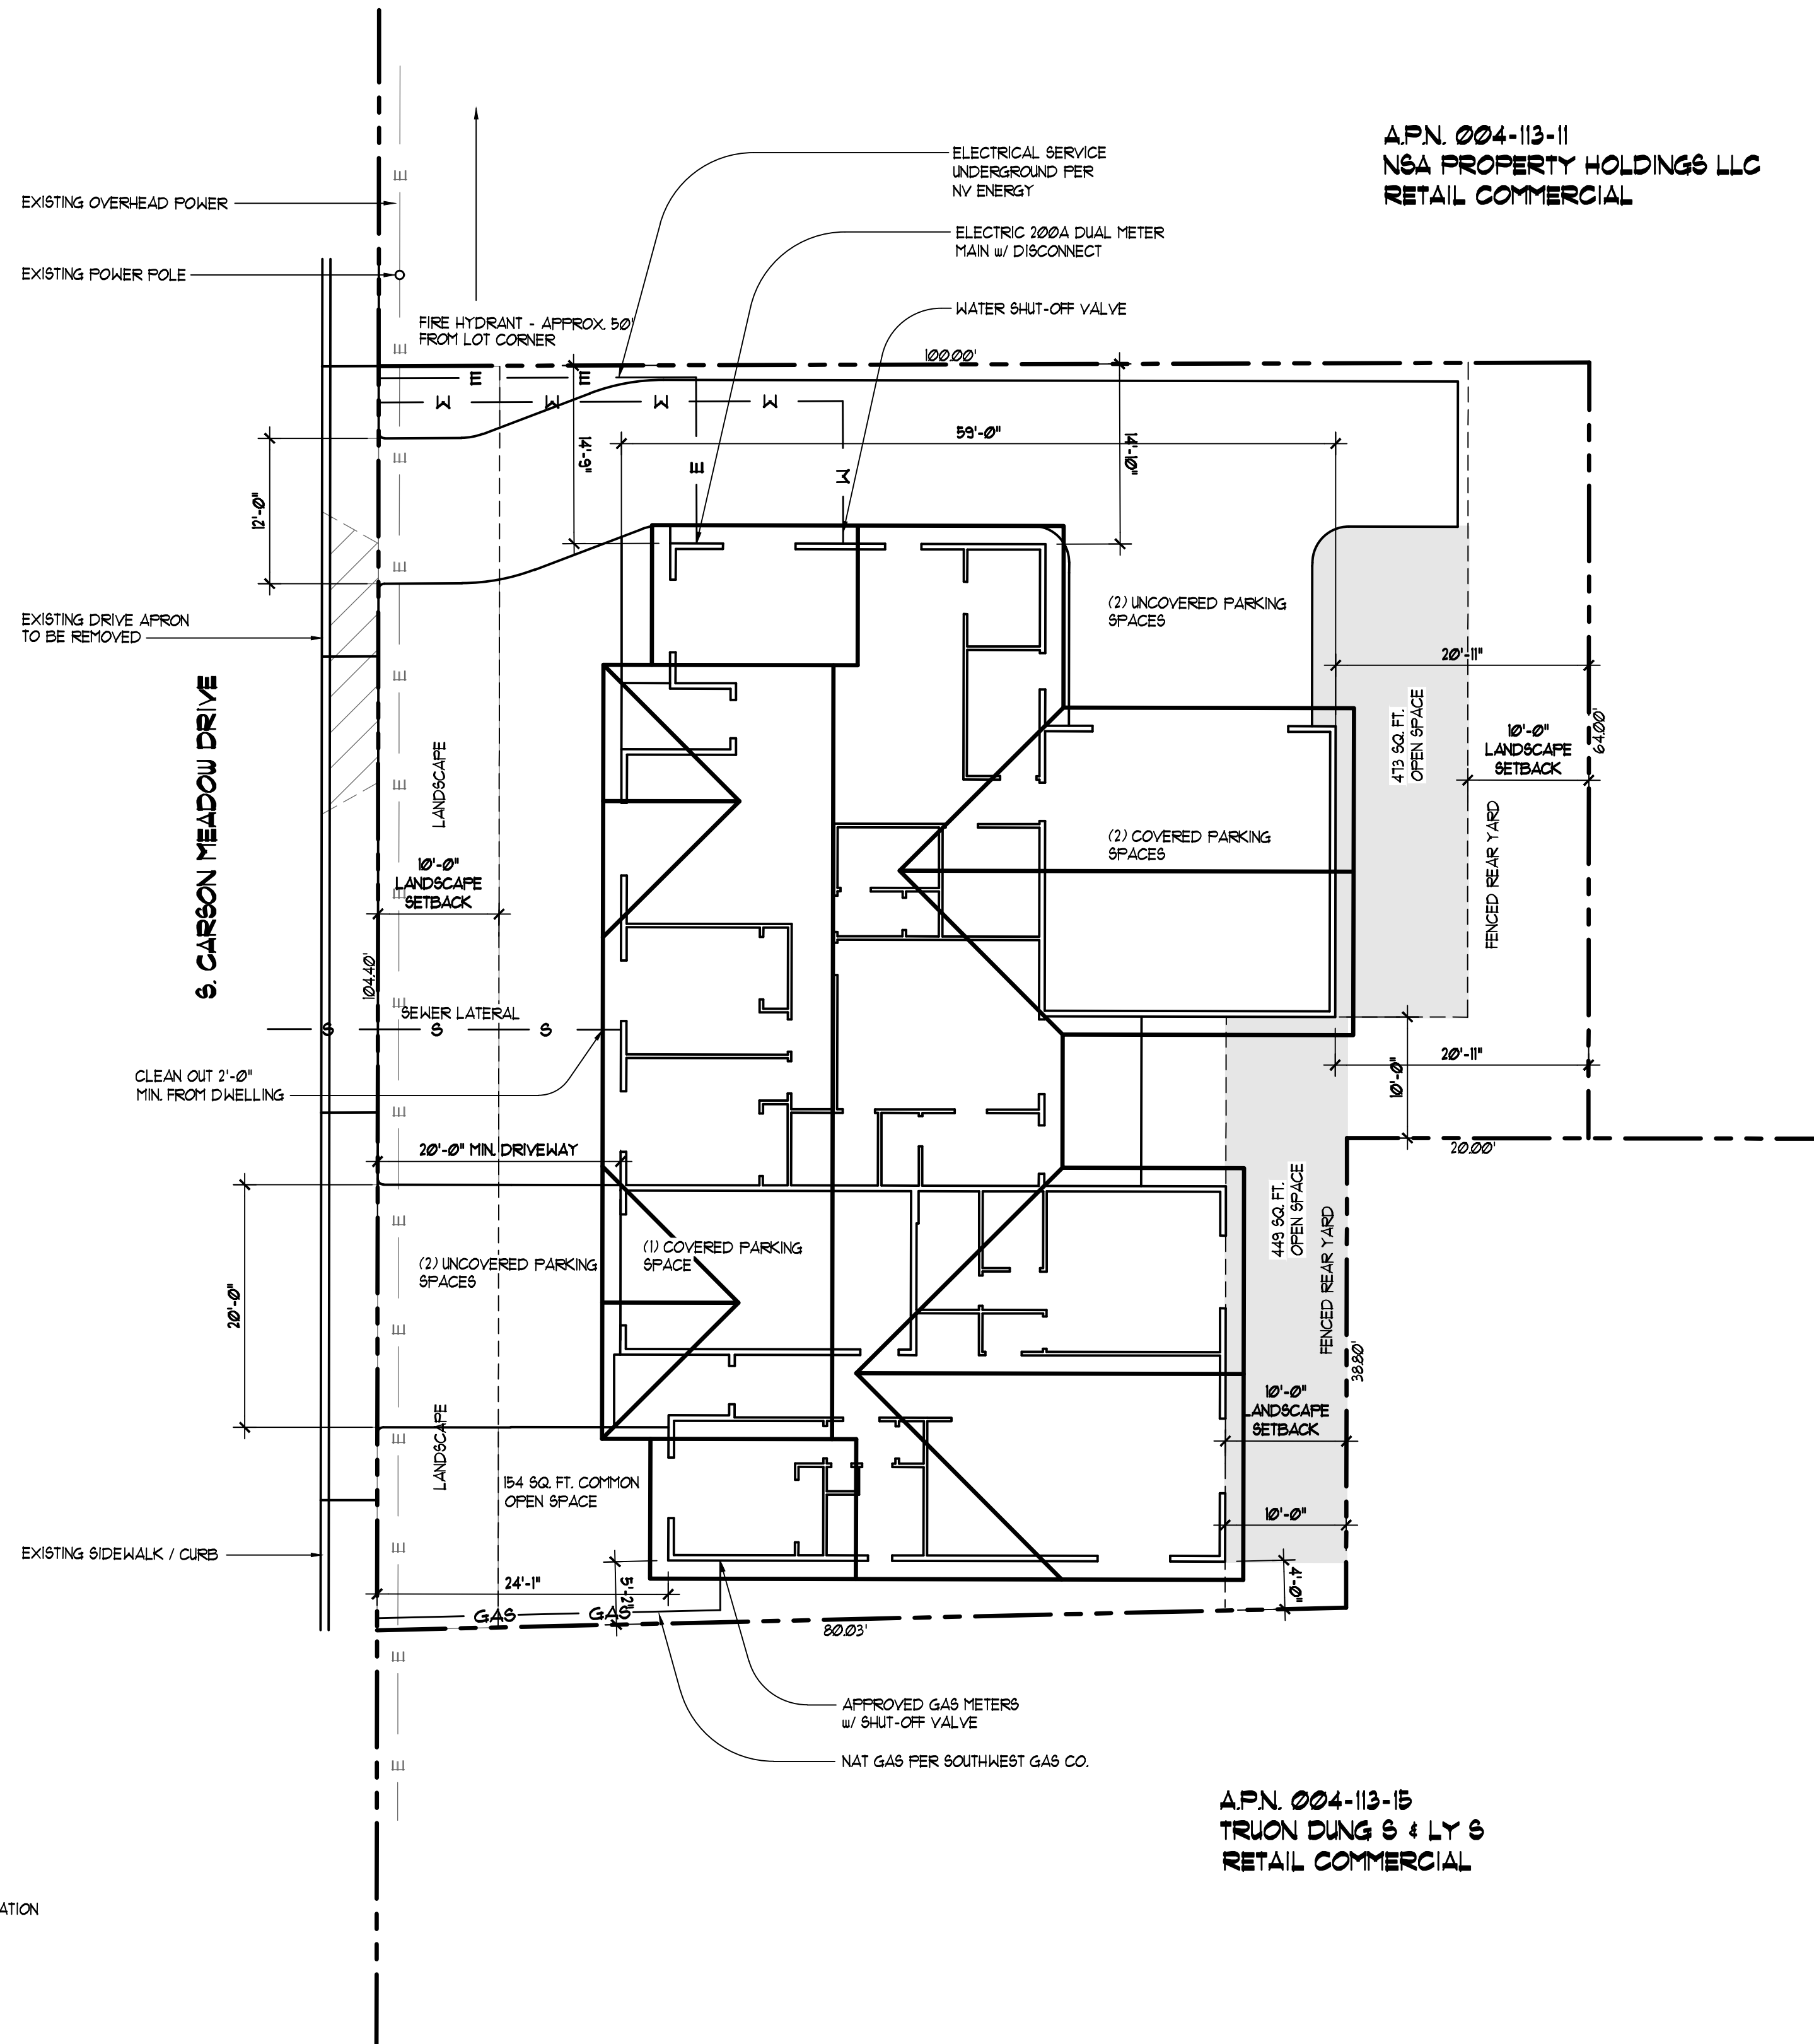 A.P.N. 004-113-11
NSA PROPERTY HOLDINGS LLC
RETAIL COMMERCIAL
ELECTRICAL SERVICE
UNDERGROUND PER
NV ENERGY
EXISTING OVERHEAD POWER
E
ELECTRIC 200A DUAL METER
MAIN w/ DISCONNECT
EXISTING POWER POLE
WATER SHUT-OFF VALVE
FIRE HYDRANT - APPROX. 50'
FROM LOT CORNER
E
100.00'
E E
W W W W
59'-0"
14'-9"
14'-10"
E
E
W
12'-0"
E
(2) UNCOVERED PARKING
SPACES
EXISTING DRIVE APRON
TO BE REMOVED
E
20'-11"
S. CARSON MEADOW DRIVE
LANDSCAPE
E
473 SQ. FT.
OPEN SPACE
10'-0"
LANDSCAPE
SETBACK
64.00'
(2) COVERED PARKING
SPACES
FENCED REAR YARD
10'-0"
LANDSCAPE
SETBACK
E
104.40'
E
SEWER LATERAL
S S S
CLEAN OUT 2'-0"
MIN. FROM DWELLING
E
20'-11"
10'-0"
20'-0" MIN. DRIVEWAY
20.00'
449 SQ. FT.
OPEN SPACE
FENCED REAR YARD
E
(1) COVERED PARKING
SPACE
(2) UNCOVERED PARKING
SPACES
20'-0"
E
38.80'
10'-0"
LANDSCAPE
SETBACK
LANDSCAPE
E
154 SQ. FT. COMMON
OPEN SPACE
10'-0"
EXISTING SIDEWALK / CURB
24'-1"
5'-2"
4'-0"
GAS GAS
80.03'
E
APPROVED GAS METERS
w/ SHUT-OFF VALVE
NAT GAS PER SOUTHWEST GAS CO.
E
A.P.N. 004-113-15
TRUON DUNG S & LY S
RETAIL COMMERCIAL
ATION